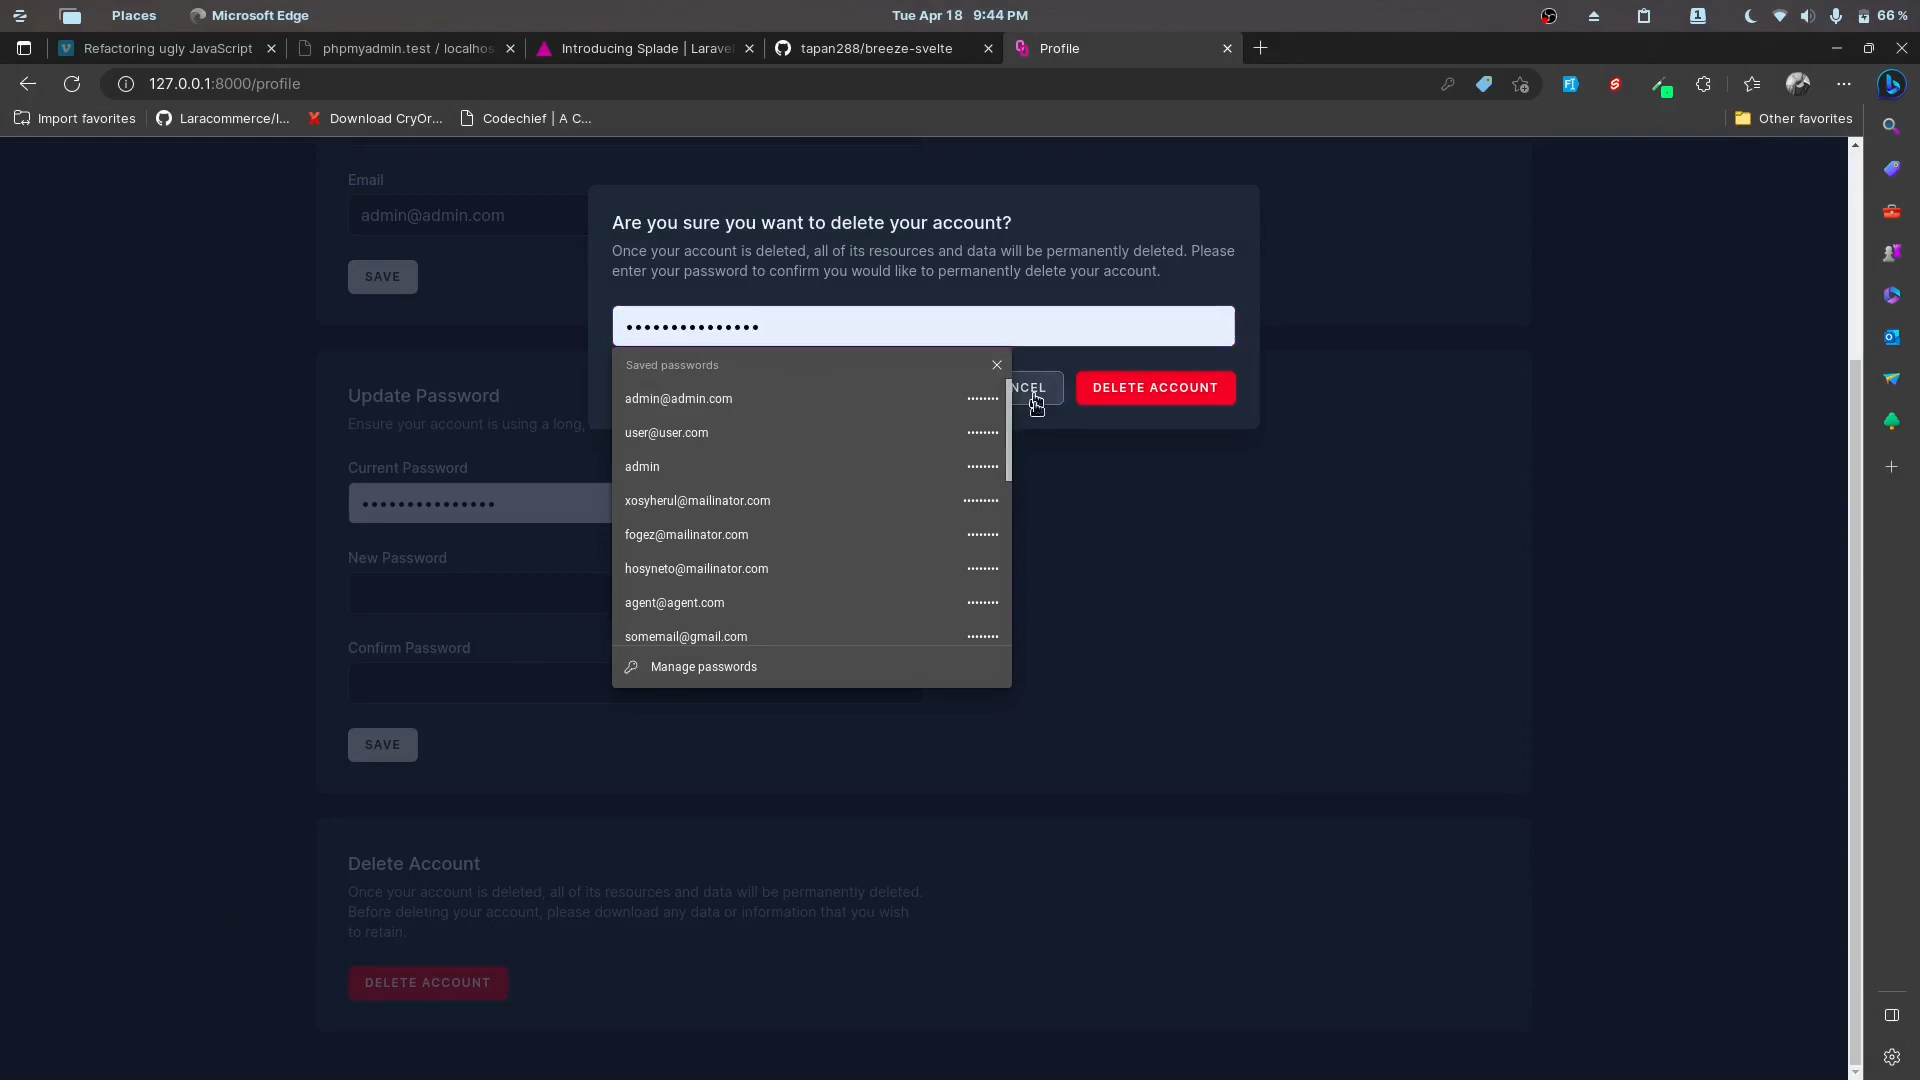 Places
Microsoft Edge
Tue Apr 18 9:44 PM
1
66 %
Refactoring ugly JavaScript
phpmyadmin.test / localhos
Introducing Splade | Larave
tapan288/breeze-svelte
Profile
127.0.0.1:8000/profile
Import favorites
Laracommerce/l...
Download CryOr...
Codechief | A C...
Other favorites
Email
admin@admin.com
SAVE
Are you sure you want to delete your account?
Once your account is deleted, all of its resources and data will be permanently deleted. Please
enter your password to confirm you would like to permanently delete your account.
•••••••••••••••
NCEL
DELETE ACCOUNT
Saved passwords
admin@admin.com ••••••••
user@user.com ••••••••
admin ••••••••
xosyherul@mailinator.com •••••••••
fogez@mailinator.com ••••••••
hosyneto@mailinator.com ••••••••
agent@agent.com ••••••••
somemail@gmail.com ••••••••
Manage passwords
Update Password
Ensure your account is using a long,
Current Password
•••••••••••••••
New Password
Confirm Password
SAVE
Delete Account
Once your account is deleted, all of its resources and data will be permanently deleted.
Before deleting your account, please download any data or information that you wish
to retain.
DELETE ACCOUNT